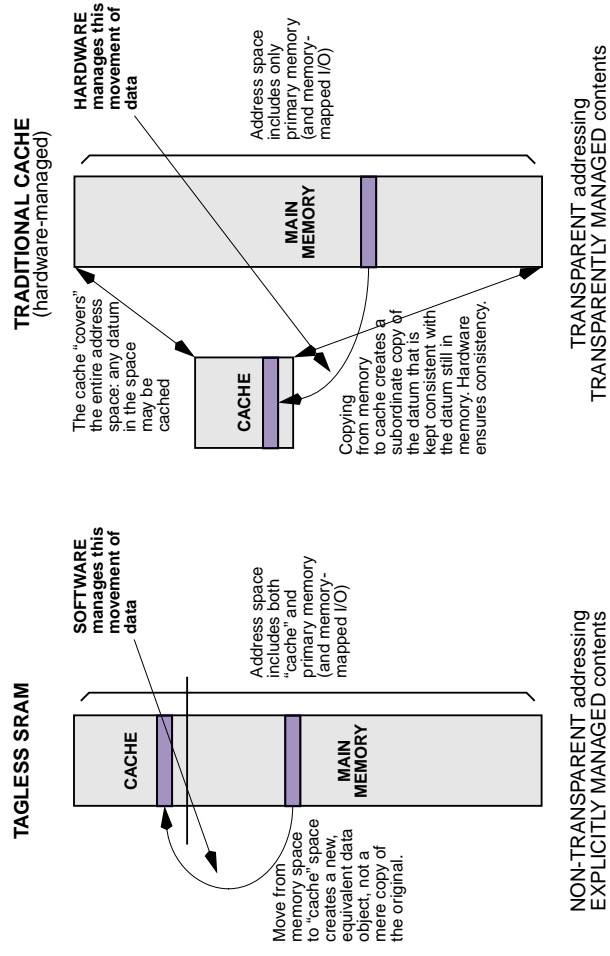 TAGLESS SRAM
SOFTWARE
manages this
movement of
data
CACHE
MAIN
MEMORY
Address space
includes both
“cache” and
primary memory
(and memory-
mapped I/O)
Move from
memory space
to “cache” space
creates a new,
equivalent data
object, not a
mere copy of
the original.
NON-TRANSPARENT addressing
EXPLICITLY MANAGED contents
TRADITIONAL CACHE
(hardware-managed)
The cache “covers”
the entire address
space: any datum
in the space
may be
cached
HARDWARE
manages this
movement of
data
CACHE
MAIN
MEMORY
Address space
includes only
primary memory
(and memory-
mapped I/O)
Copying
from memory
to cache creates a
subordinate copy of
the datum that is
kept consistent with
the datum still in
memory. Hardware
ensures consistency.
TRANSPARENT addressing
TRANSPARENTLY MANAGED contents